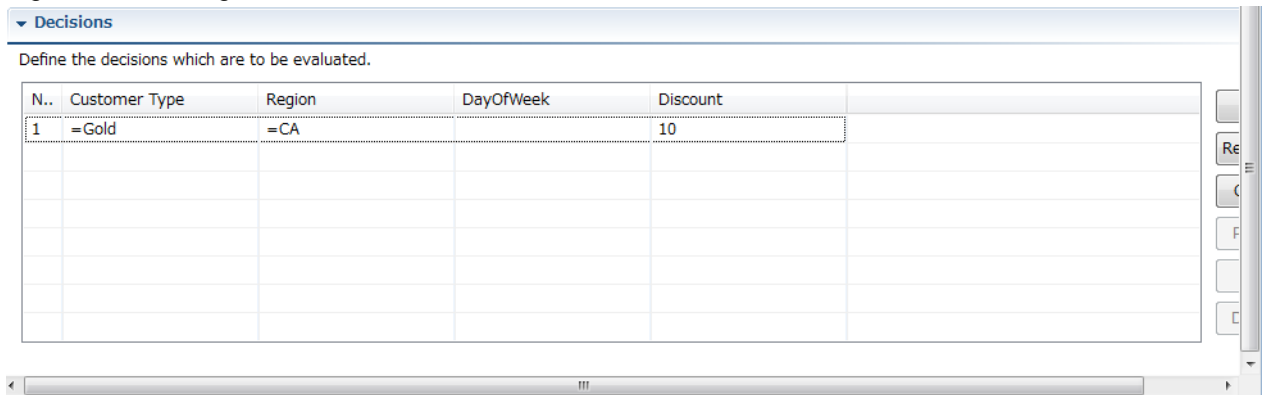 Decisions
Define the decisions which are to be evaluated.
N.. Customer Type Region DayOfWeek Discount
1 =Gold =CA 10
Re